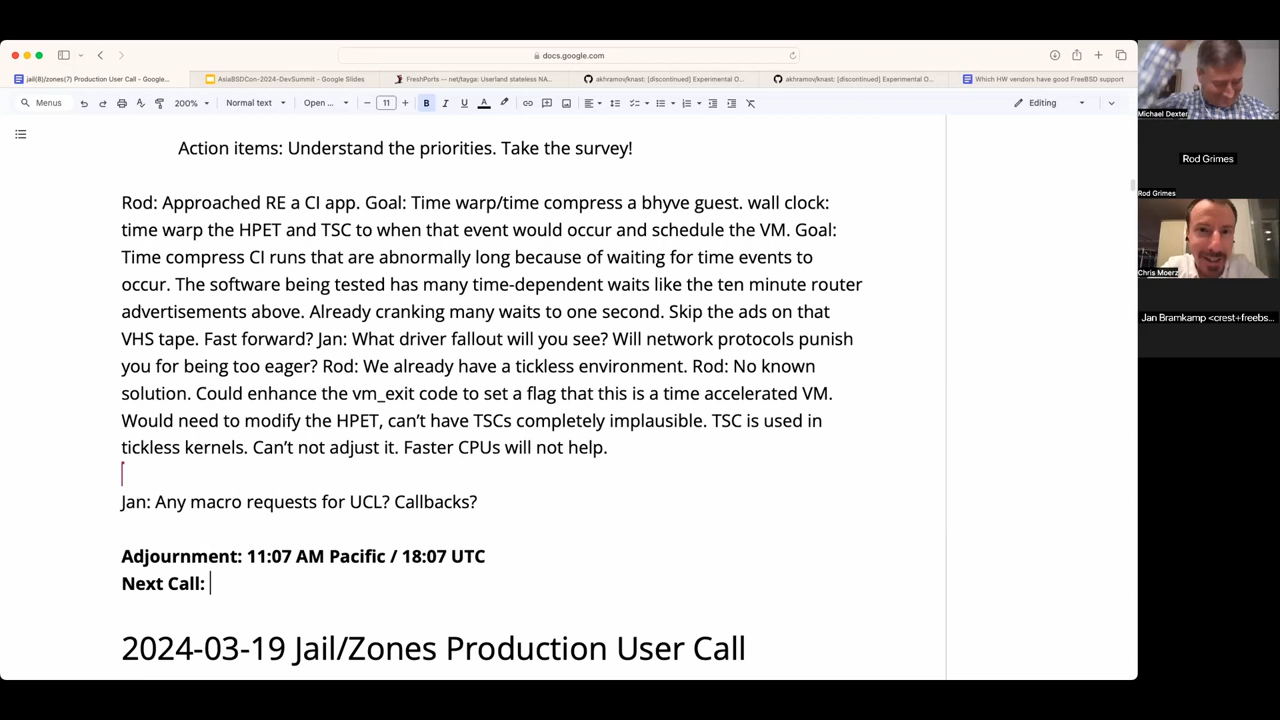 docs.google.com
jail(8)/zones(7) Production User Call - Google...
AsiaBSDCon-2024-DevSummit - Google Slides
FreshPorts -- net/tayga: Userland stateless NA...
akhramov/knast: [discontinued] Experimental O...
akhramov/knast: [discontinued] Experimental O...
Which HW vendors have good FreeBSD support
Menus
200%
Normal text
Open ...
11
B
I
U
A
Editing
Action items: Understand the priorities. Take the survey!
Rod: Approached RE a CI app. Goal: Time warp/time compress a bhyve guest. wall clock:
time warp the HPET and TSC to when that event would occur and schedule the VM. Goal:
Time compress CI runs that are abnormally long because of waiting for time events to
occur. The software being tested has many time-dependent waits like the ten minute router
advertisements above. Already cranking many waits to one second. Skip the ads on that
VHS tape. Fast forward? Jan: What driver fallout will you see? Will network protocols punish
you for being too eager? Rod: We already have a tickless environment. Rod: No known
solution. Could enhance the vm_exit code to set a flag that this is a time accelerated VM.
Would need to modify the HPET, can’t have TSCs completely implausible. TSC is used in
tickless kernels. Can’t not adjust it. Faster CPUs will not help.
Jan: Any macro requests for UCL? Callbacks?
Adjournment: 11:07 AM Pacific / 18:07 UTC
Next Call:
2024-03-19 Jail/Zones Production User Call
Michael Dexter
Rod Grimes
Rod Grimes
Chris Moerz
Jan Bramkamp <crest+freebs...